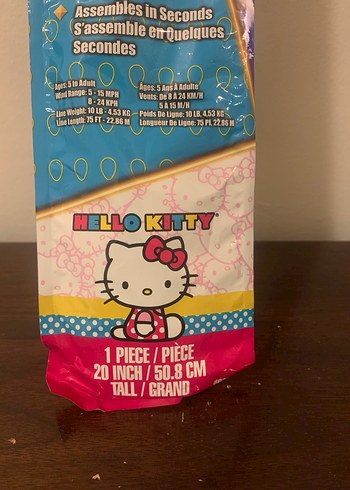 Assembles in Seconds
S'assemble en Quelques
Secondes
Ages: 5 to Adult
Wind Range: 5 - 15 MPH
8 - 24 KPH
Line Weight: 10 LB - 4,53 KG
Line Length: 75 FT - 22,86 M
Ages: 5 Ans À Adulte
Vents: De 8 À 24 KM/H
5 À 15 M/H
Poids De Ligne: 10 LB, 4,53 KG
Longueur De Ligne: 75 PI, 22,86 M
HELLO KITTY
1 PIECE / PIÈCE
20 INCH / 50.8 CM
TALL / GRAND